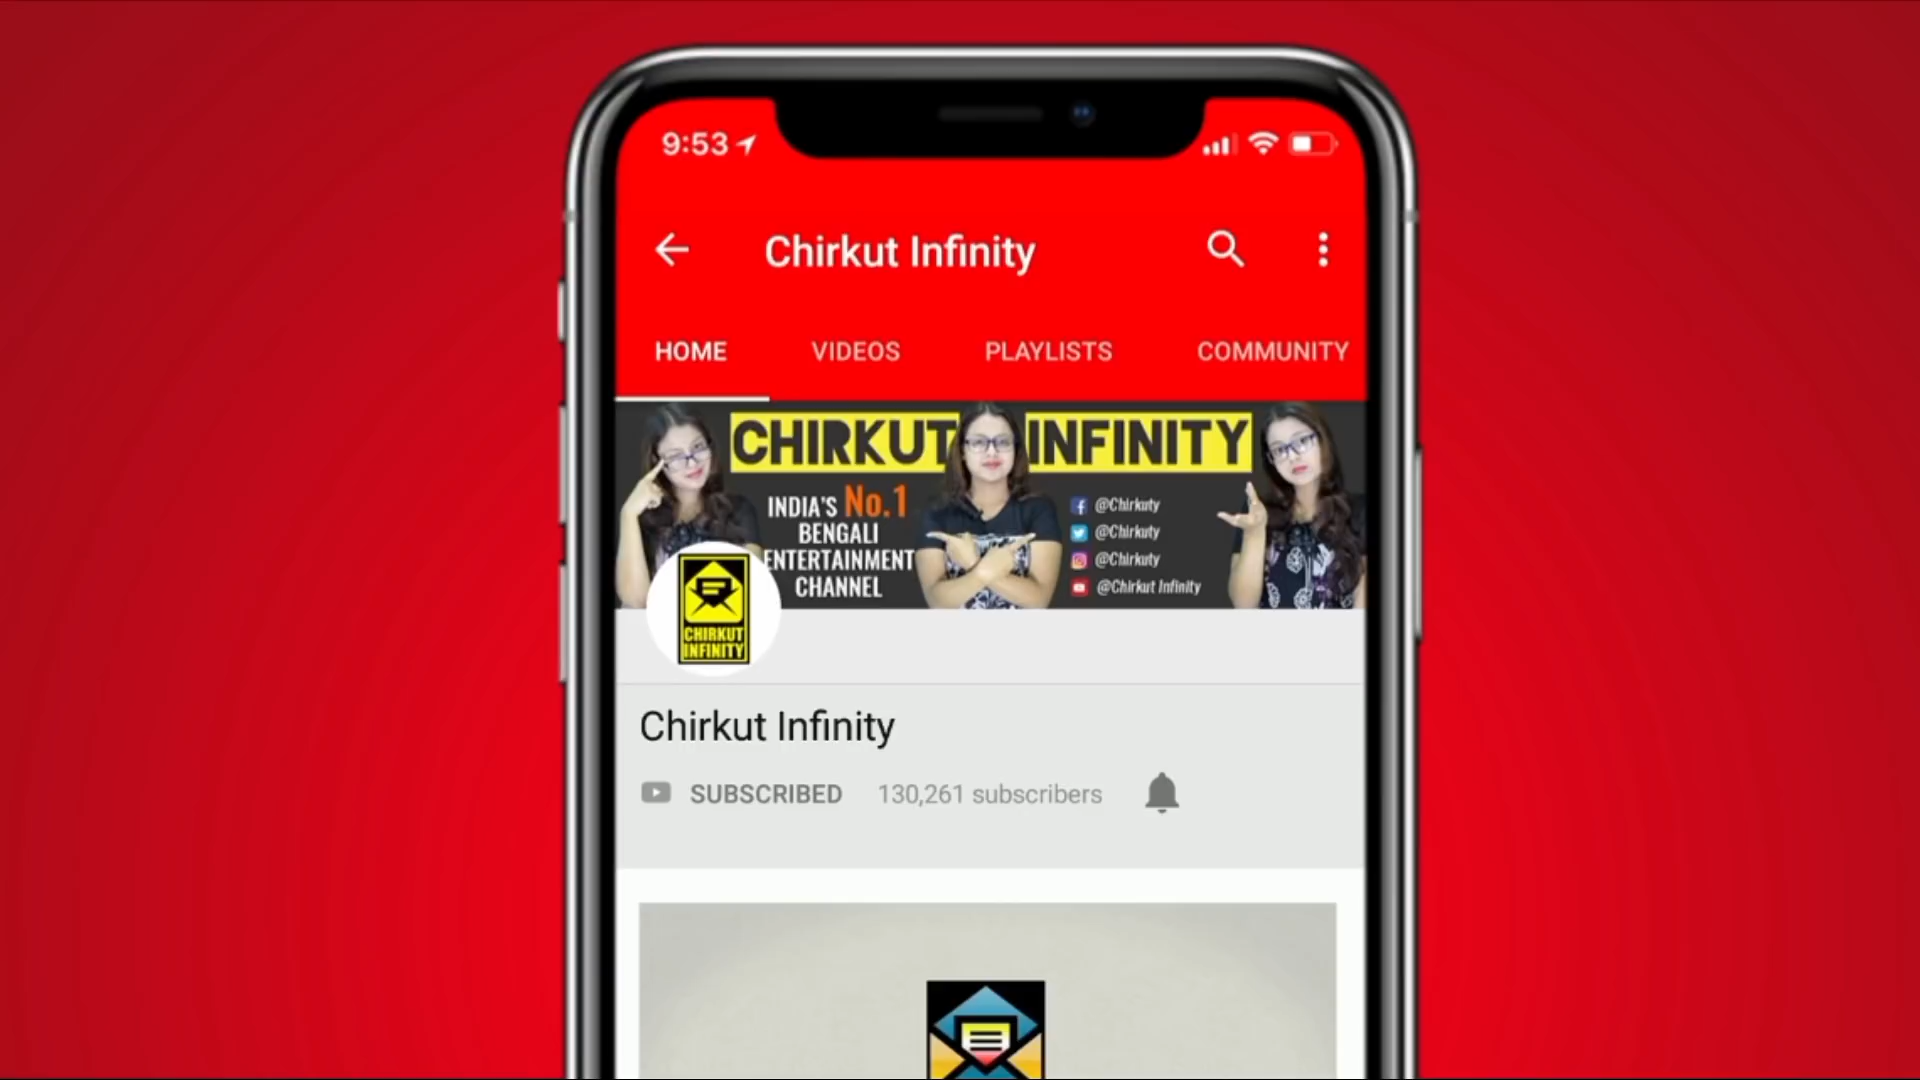 9:53
Chirkut Infinity
HOME VIDEOS PLAYLISTS COMMUNITY
CHIRKUT INFINITY
INDIA'S No.1
BENGALI
ENTERTAINMENT
CHANNEL
@Chirkuty
@Chirkuty
@Chirkuty
@Chirkut Infinity
CHIRKUT
INFINITY
Chirkut Infinity
SUBSCRIBED 130,261 subscribers